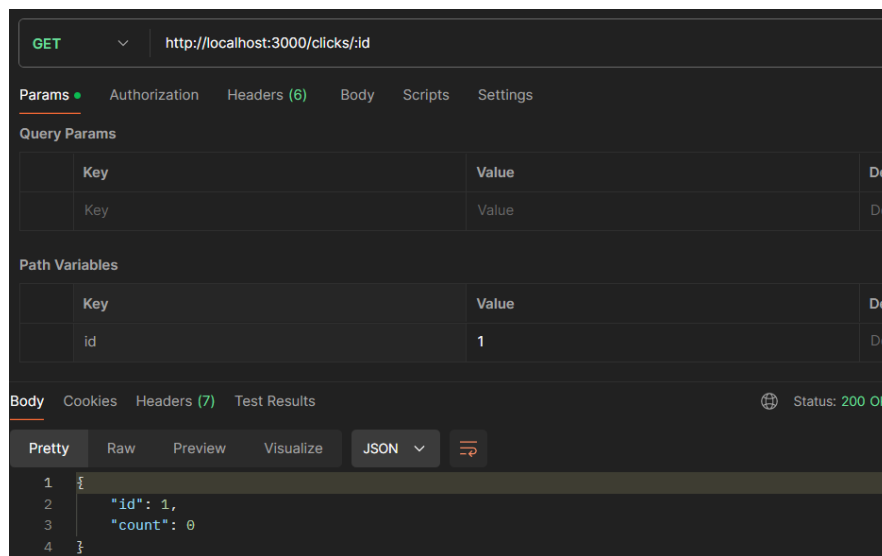 GET http://localhost:3000/clicks/:id
Params Authorization Headers (6) Body Scripts Settings
Query Params
Key Value De
Key Value D
Path Variables
Key Value De
id 1 D
Body Cookies Headers (7) Test Results Status: 200 O
Pretty Raw Preview Visualize JSON
1 {
2 "id": 1,
3 "count": 0
4 }